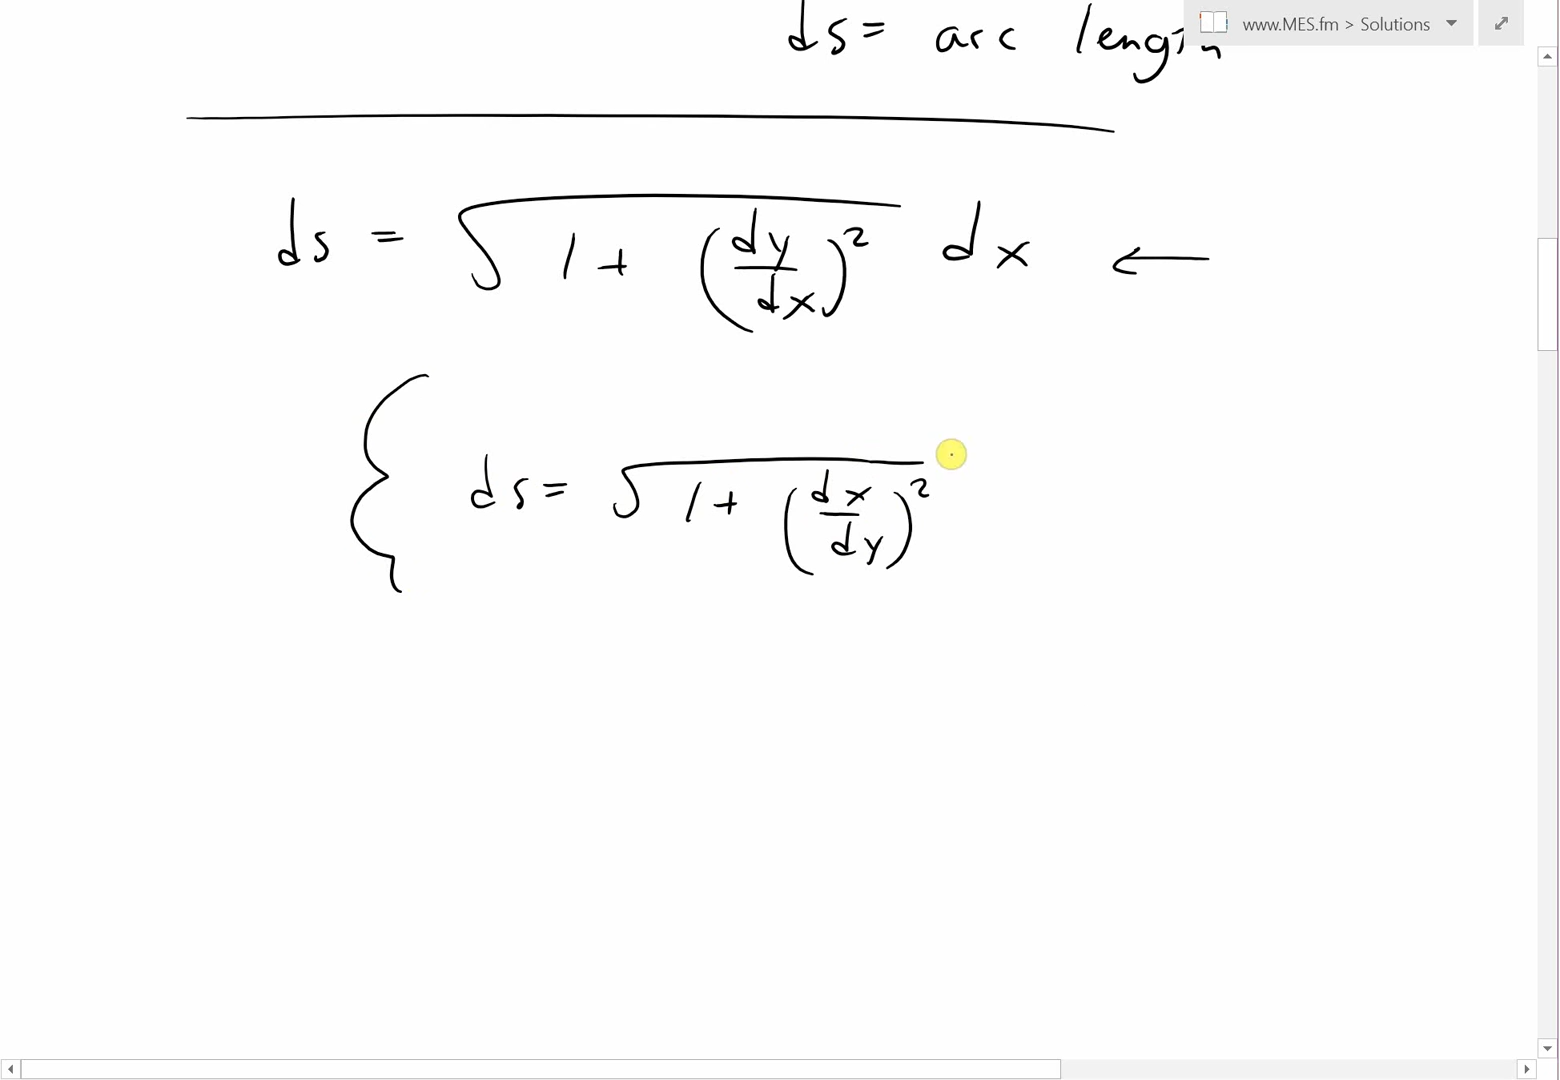 www.MES.fm > Solutions
ds = arc length
ds = √(1 + (dy/dx)²) dx ←
{ ds = √(1 + (dx/dy)²)